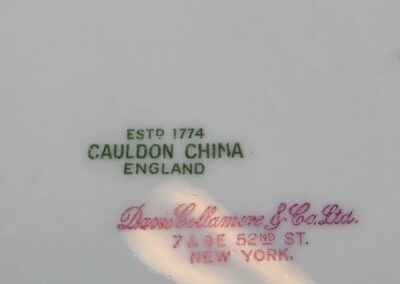 ESTD 1774
CAULDON CHINA
ENGLAND
Davis Collamore & Co. Ltd.
7 & 9 E 52ND ST.
NEW YORK.